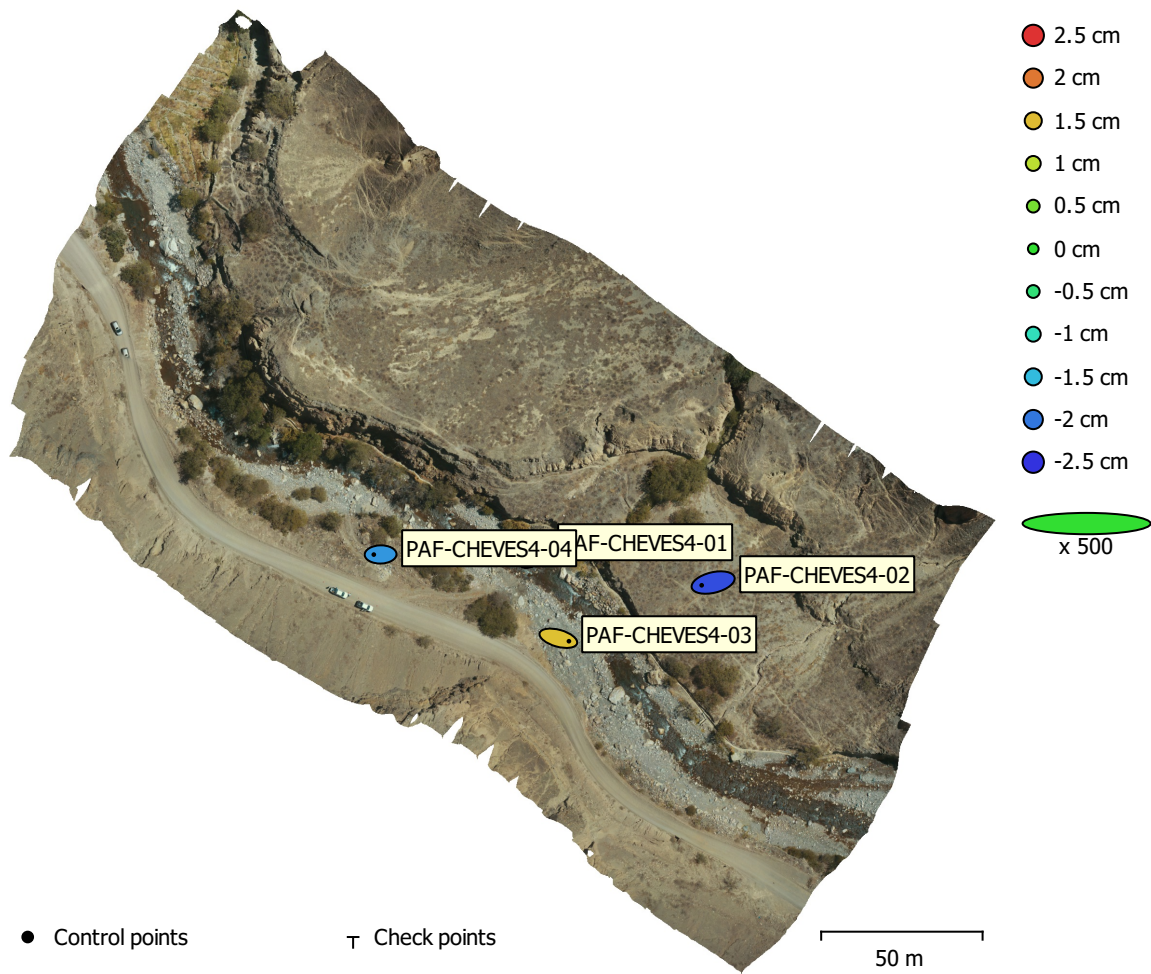 2.5 cm
2 cm
1.5 cm
1 cm
0.5 cm
0 cm
-0.5 cm
-1 cm
-1.5 cm
-2 cm
-2.5 cm
x 500
PAF-CHEVES4-04
AF-CHEVES4-01
PAF-CHEVES4-02
PAF-CHEVES4-03
Control points
Check points
50 m